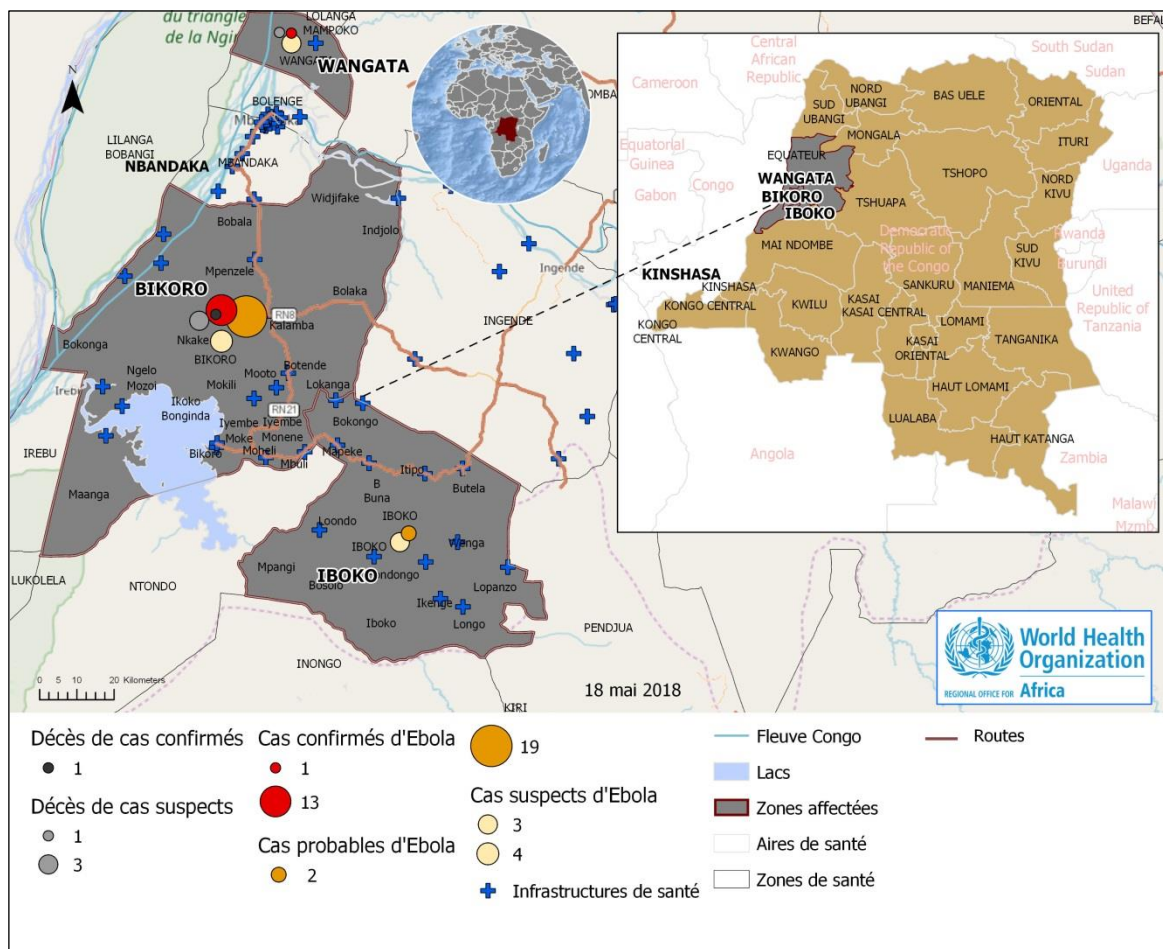 du triangle
de la Ngir
LOLANGA
MAMPØKO
WANGATA
WANGATA
BOLENGE
LILANGA
BOBANGI
NBANDAKA
MBANDAKA
Widjifake
Bobala
Indjolo
Mpenzele
BIKORO
Bolaka
Ingende
RN8
Kalamba
INGENDE
Nkake
BIKORO
Bokonga
Ngelo
Mozoi
Botende
Mooto
Mokili
Lokanga
Ikoko
Bonginda
RN21
Iyembe
Iyembe
Moke
Monene
Bokongo
IREBU
Bikoro
Moheli
Mbuli
Mapeke
Itipo
Maanga
B
Buna
Butela
IBOKO
Loondo
IBOKO
Wenga
LUKOLELA
NTONDO
Mpangi
IBOKO
Bosolo
Lopanzo
Ikenge
Iboko
Longo
PENDJUA
INONGO
KIRI
N
0 5 10 20 Kilometers
18 mai 2018
BEFAL
Central
African
Republic
South Sudan
Sudan
Cameroon
NORD
UBANGI
BAS UELE
ORIENTAL
SUD
UBANGI
MONGALA
ITURI
Equatorial
Guinea
EQUATEUR
Uganda
WANGATA
TSHOPO
NORD
KIVU
Gabon
Congo
BIKORO
IBOKO
TSHUAPA
Rwanda
Democratic
Republic of
the Congo
MAI NDOMBE
SUD
KIVU
Burundi
KINSHASA
KINSHASA
SANKURU
MANIEMA
United
Republic of
Tanzania
KONGO CENTRAL
KWILU
KASAI
KASAI CENTRAL
KONGO
CENTRAL
LOMAMI
TANGANIKA
KWANGO
KASAI
ORIENTAL
HAUT LOMAMI
LUALABA
HAUT KATANGA
Angola
Zambia
Malawi
Mzmb
World Health
Organization
REGIONAL OFFICE FOR Africa
Décès de cas confirmés
1
Décès de cas suspects
1
3
Cas confirmés d'Ebola
1
13
Cas probables d'Ebola
2
19
Cas suspects d'Ebola
3
4
Infrastructures de santé
Fleuve Congo
Lacs
Zones affectées
Aires de santé
Zones de santé
Routes